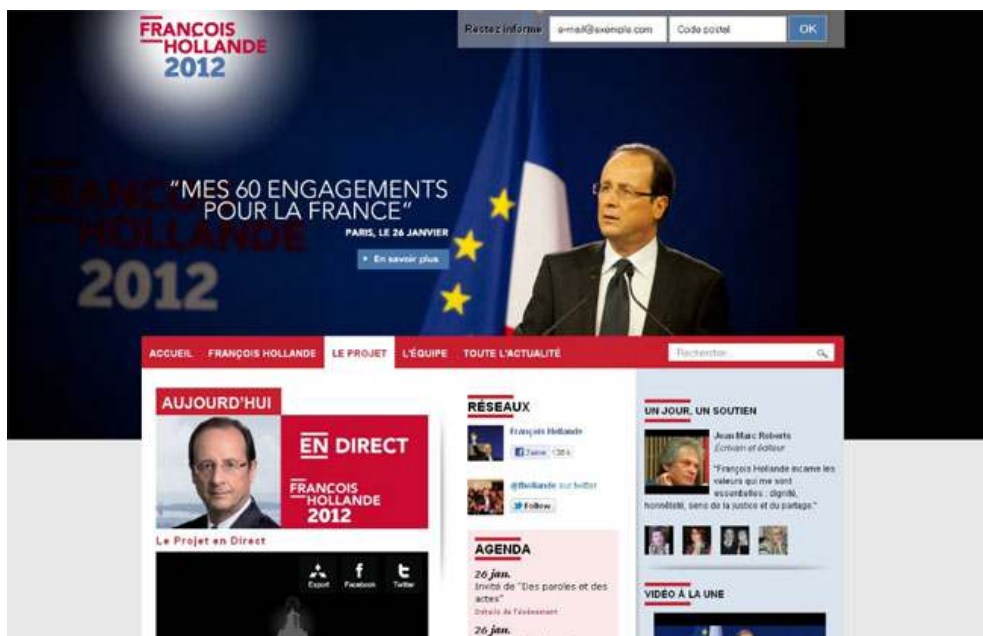 FRANCOIS
HOLLANDE
2012
Restez informé
e-mail@example.com
Code postal
OK
FRANCOIS
HOLLANDE
2012
"MES 60 ENGAGEMENTS
POUR LA FRANCE"
PARIS, LE 26 JANVIER
En savoir plus
ACCUEIL
FRANÇOIS HOLLANDE
LE PROJET
L'ÉQUIPE
TOUTE L'ACTUALITÉ
Rechercher...
AUJOURD'HUI
EN DIRECT
FRANCOIS
HOLLANDE
2012
Le Projet en Direct
Export
Facebook
Twitter
RÉSEAUX
François Hollande
J'aime
@fhollande sur twitter
Follow
AGENDA
26 jan.
Invité de "Des paroles et des
actes"
Détails de l'événement
26 jan.
UN JOUR, UN SOUTIEN
Jean Marc Roberts
Écrivain et éditeur
"François Hollande incarne les
valeurs qui me sont
essentielles : dignité,
honnêteté, sens de la justice et du partage."
VIDÉO À LA UNE